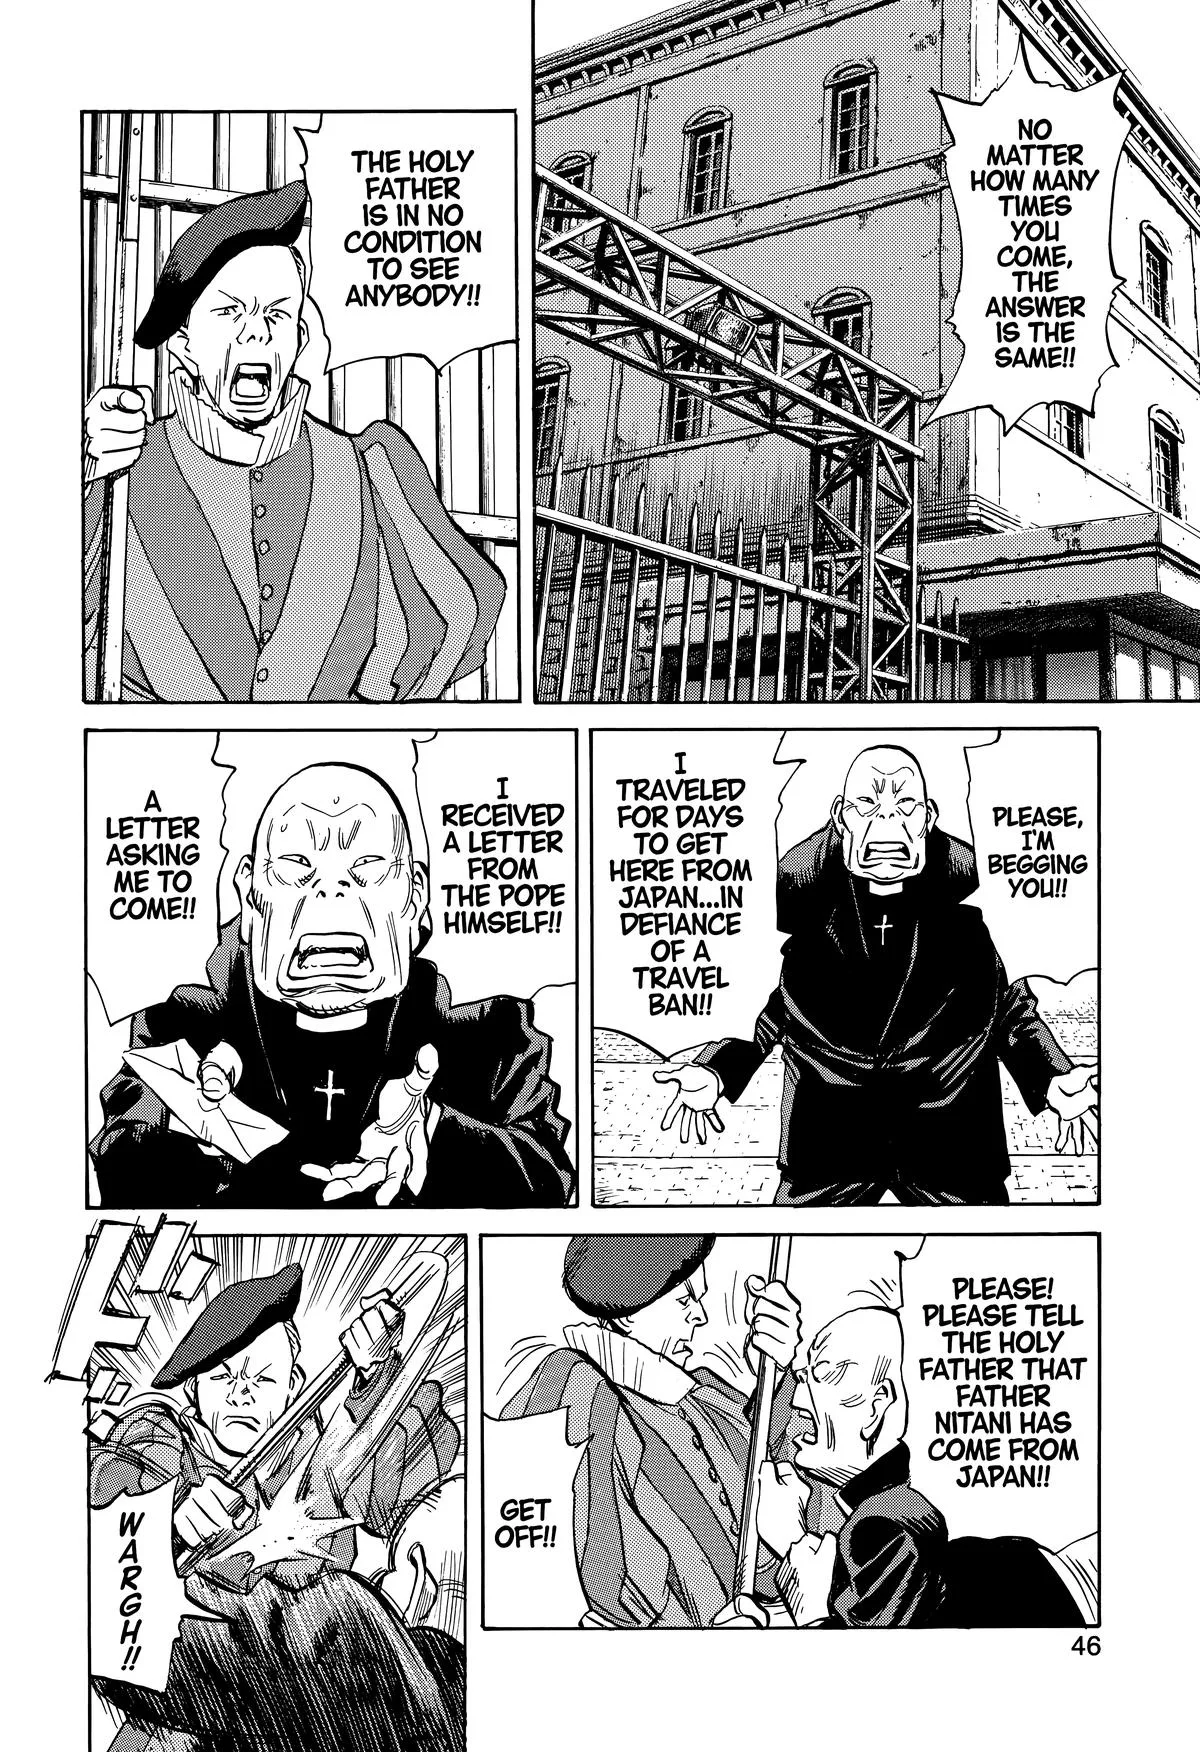 NO
MATTER
HOW MANY
TIMES
YOU
COME,
THE
ANSWER
IS THE
SAME!!
THE HOLY
FATHER
IS IN NO
CONDITION
TO SEE
ANYBODY!!
PLEASE,
I'M
BEGGING
YOU!!
I
TRAVELED
FOR DAYS
TO GET
HERE FROM
JAPAN...IN
DEFIANCE
OF A
TRAVEL
BAN!!
I
RECEIVED
A LETTER
FROM
THE POPE
HIMSELF!!
A
LETTER
ASKING
ME TO
COME!!
PLEASE!
PLEASE TELL
THE HOLY
FATHER THAT
FATHER
NITANI HAS
COME FROM
JAPAN!!
GET
OFF!!
WARGH!!
46